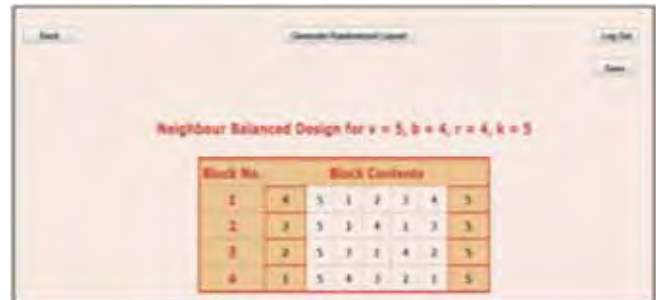 Back Generate Randomized Layout Log Out
Save
Neighbour Balanced Design for v = 5, b = 4, r = 4, k = 5
Block No. Block Contents
1 4 5 1 2 3 4 5
2 3 5 2 4 1 3 5
3 2 5 3 1 4 2 5
4 1 5 4 3 2 1 5